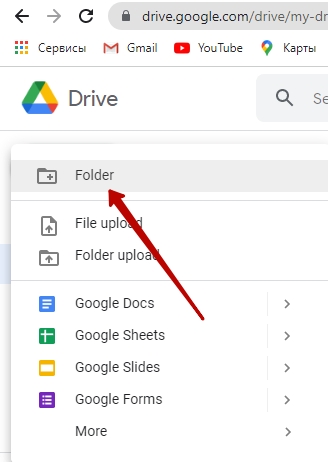 drive.google.com/drive/my-dr
Сервисы Gmail YouTube Карты
Drive
Folder
File upload
Folder upload
Google Docs
Google Sheets
Google Slides
Google Forms
More